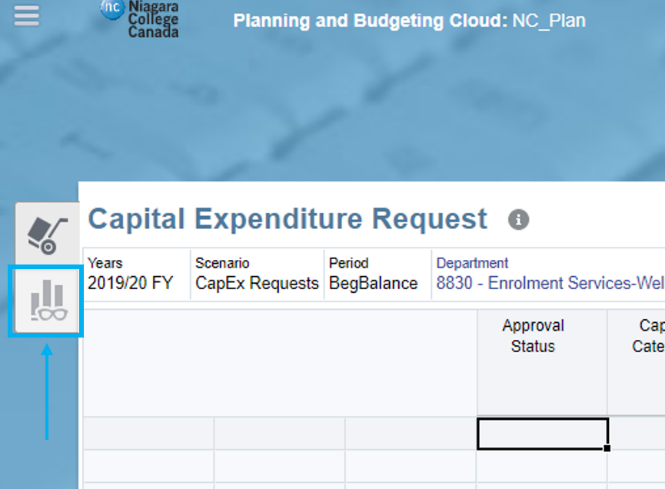 nc Niagara
College
Canada
Planning and Budgeting Cloud: NC_Plan
Capital Expenditure Request i
Years Scenario Period Department
2019/20 FY CapEx Requests BegBalance 8830 - Enrolment Services-Wel
Approval Cap
Status Cate